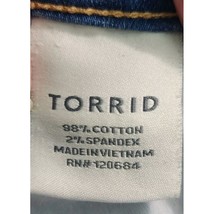 TORRID
98% COTTON
2% SPANDEX
MADE IN VIETNAM
RN# 120684